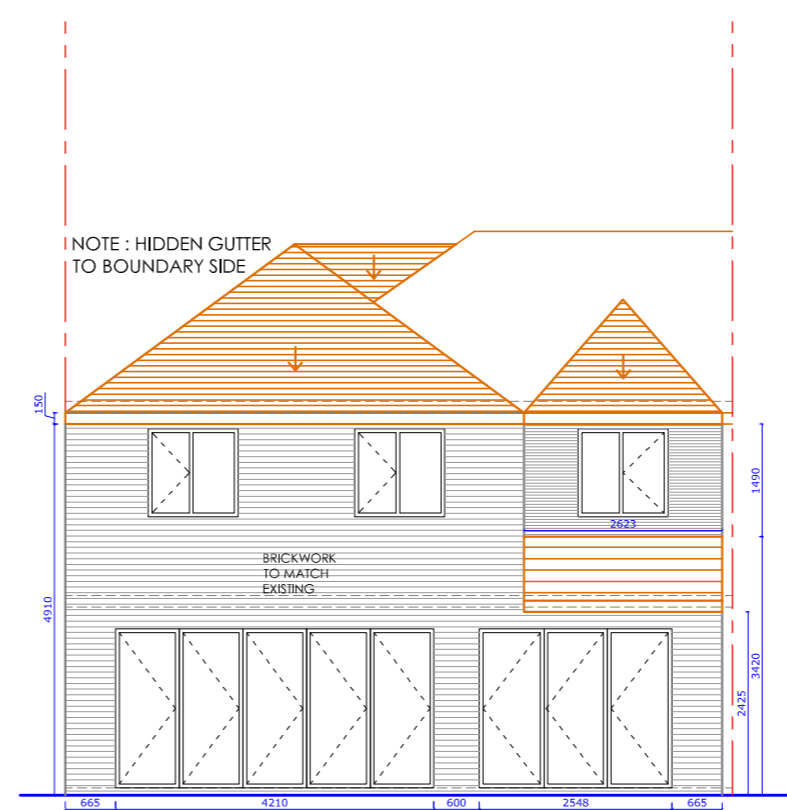 NOTE : HIDDEN GUTTER
TO BOUNDARY SIDE
150
1490
2623
BRICKWORK
TO MATCH
EXISTING
4910
3420
2425
665
4210
600
2548
665